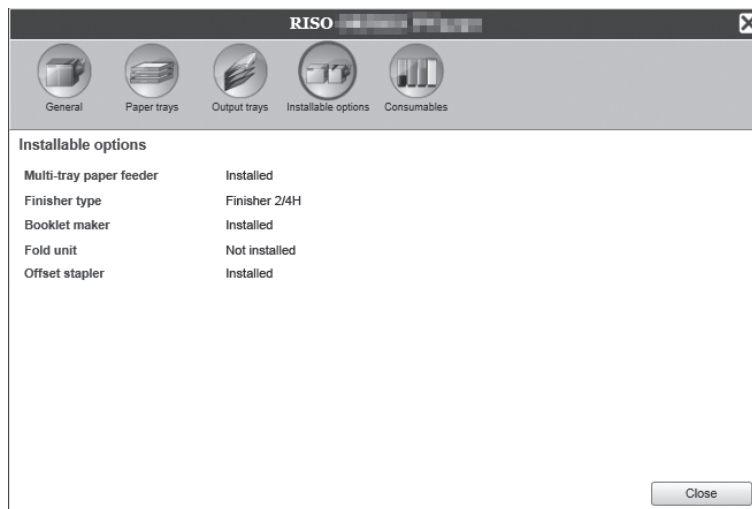 RISO
General Paper trays Output trays Installable options Consumables
Installable options
Multi-tray paper feeder Installed
Finisher type Finisher 2/4H
Booklet maker Installed
Fold unit Not installed
Offset stapler Installed
Close